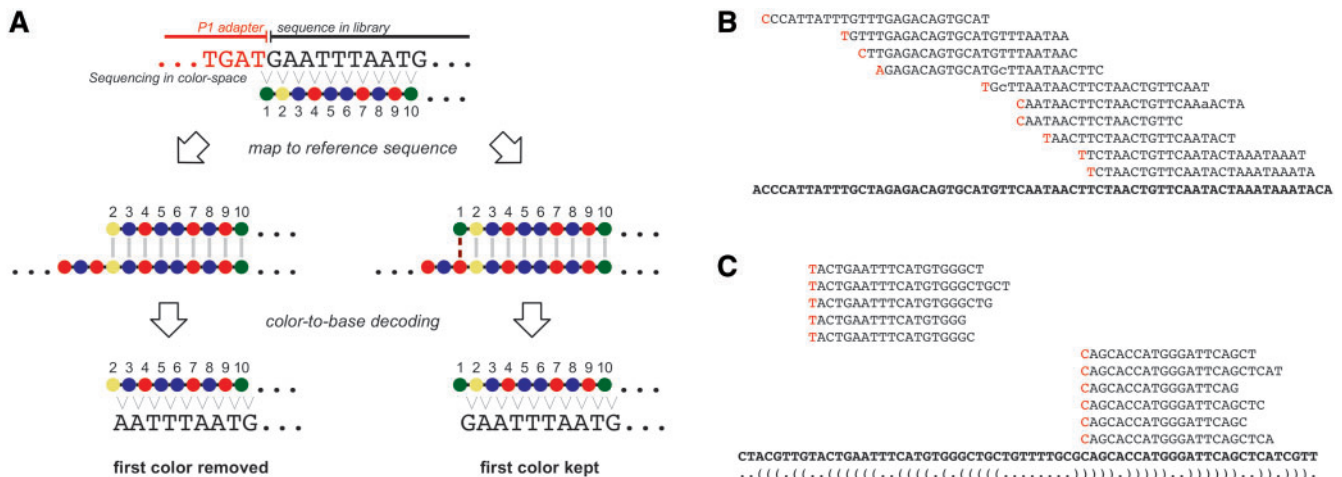 A
P1 adapter
sequence in library
...TGATGAATTTAATG...
Sequencing in color-space
1 2 3 4 5 6 7 8 9 10
...
map to reference sequence
2 3 4 5 6 7 8 9 10
...
... ...
1 2 3 4 5 6 7 8 9 10
...
... ...
color-to-base decoding
2 3 4 5 6 7 8 9 10
...
AATTTAATG...
first color removed
1 2 3 4 5 6 7 8 9 10
...
GAATTTAATG...
first color kept
B
CCCATTATTTGTTTGAGACAGTGCAT
TGTTTGAGACAGTGCATGTTTAATAA
CTTGAGACAGTGCATGTTTAATAAC
AGAGACAGTGCATGcTTAATAACTTC
TGcTTAATAACTTCTAACTGTTCAAT
CAATAACTTCTAACTGTTCAAaACTA
CAATAACTTCTAACTGTTC
TAACTTCTAACTGTTCAATACT
TTCTAACTGTTCAATACTAAATAAAT
TCTAACTGTTCAATACTAAATAAATA
ACCCATTATTTGCTAGAGACAGTGCATGTTCAATAACTTCTAACTGTTCAATACTAAATAAATACA
C
TACTGAATTTCATGTGGGCT
TACTGAATTTCATGTGGGCTGCT
TACTGAATTTCATGTGGGCTG
TACTGAATTTCATGTGGG
TACTGAATTTCATGTGGGC
CAGCACCATGGGATTCAGCT
CAGCACCATGGGATTCAGCTCAT
CAGCACCATGGGATTCAG
CAGCACCATGGGATTCAGCTC
CAGCACCATGGGATTCAGC
CAGCACCATGGGATTCAGCTCA
CTACGTTGTACTGAATTTCATGTGGGCTGCTGTTTTGCGCAGCACCATGGGATTCAGCTCATCGTT